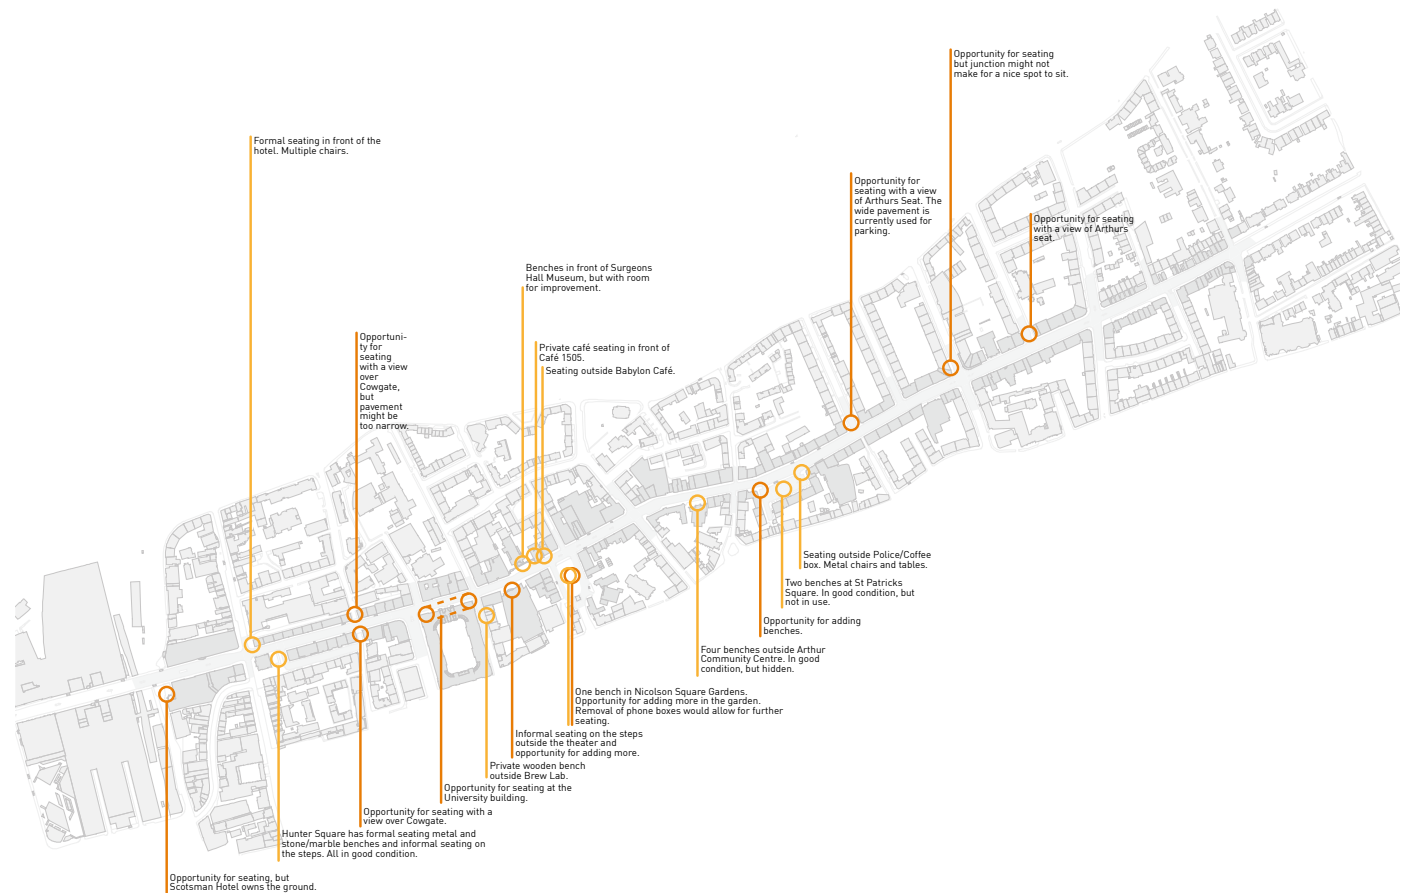 Opportunity for seating
but junction might not
make for a nice spot to sit.
Formal seating in front of the
hotel. Multiple chairs.
Opportunity for
seating with a view
of Arthurs Seat. The
wide pavement is
currently used for
parking.
Opportunity for seating
with a view of Arthurs
seat.
Benches in front of Surgeons
Hall Museum, but with room
for improvement.
Opportuni-
ty for
seating
with a view
over
Cowgate,
but
pavement
might be
too narrow.
Private café seating in front of
Café 1505.
Seating outside Babylon Café.
Seating outside Police/Coffee
box. Metal chairs and tables.
Two benches at St Patricks
Square. In good condition, but
not in use.
Opportunity for adding
benches.
Four benches outside Arthur
Community Centre. In good
condition, but hidden.
One bench in Nicolson Square Gardens.
Opportunity for adding more in the garden.
Removal of phone boxes would allow for further
seating.
Informal seating on the steps
outside the theater and
opportunity for adding more.
Private wooden bench
outside Brew Lab.
Opportunity for seating at the
University building.
Opportunity for seating with a
view over Cowgate.
Hunter Square has formal seating metal and
stone/marble benches and informal seating on
the steps. All in good condition.
Opportunity for seating, but
Scotsman Hotel owns the ground.